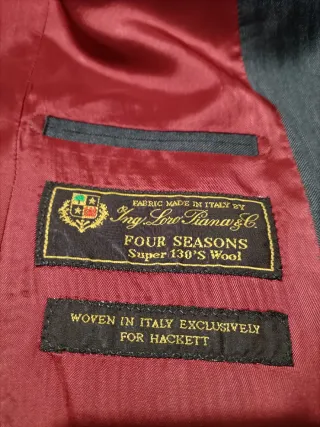 FABRIC MADE IN ITALY BY
Ing. Loro Piana & C.
FOUR SEASONS
Super 130'S Wool
WOVEN IN ITALY EXCLUSIVELY
FOR HACKETT